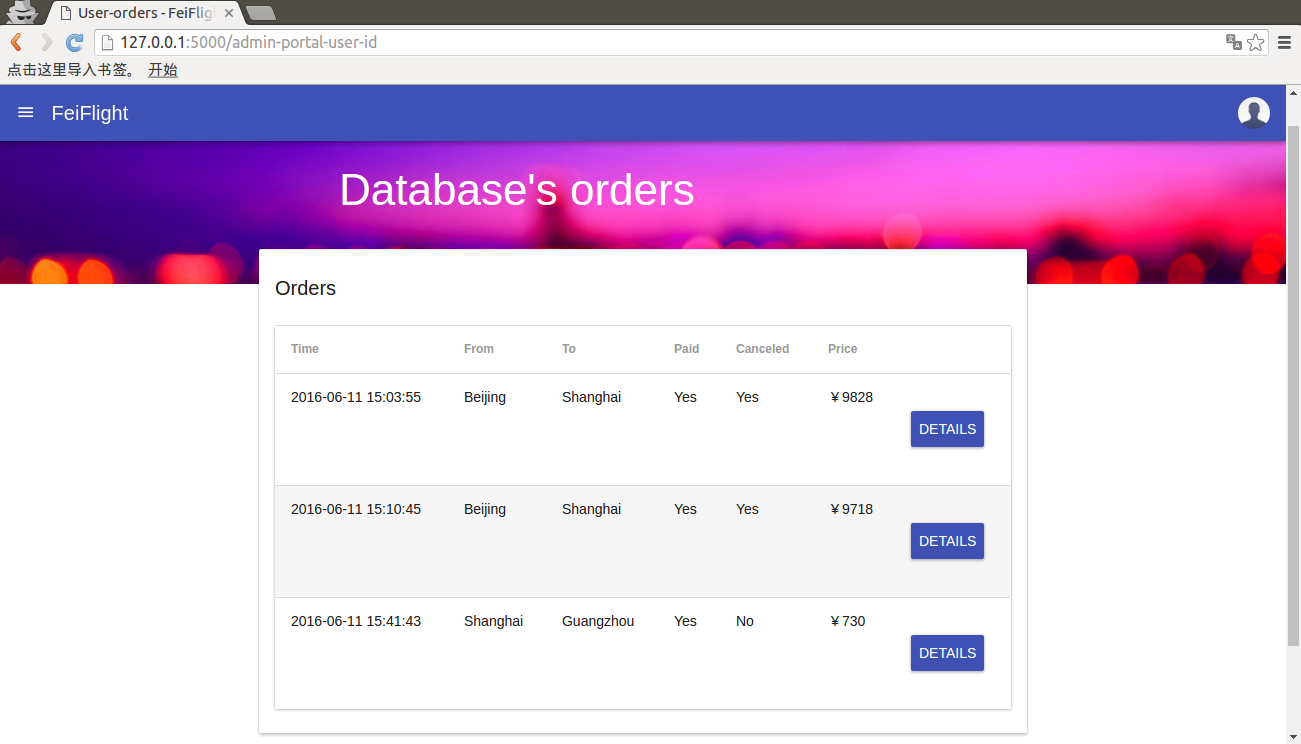 User-orders - FeiFlig
127.0.0.1:5000/admin-portal-user-id
点击这里导入书签。 开始
FeiFlight
Database's orders
Orders
Time From To Paid Canceled Price
2016-06-11 15:03:55 Beijing Shanghai Yes Yes ￥9828
DETAILS
2016-06-11 15:10:45 Beijing Shanghai Yes Yes ￥9718
DETAILS
2016-06-11 15:41:43 Shanghai Guangzhou Yes No ￥730
DETAILS